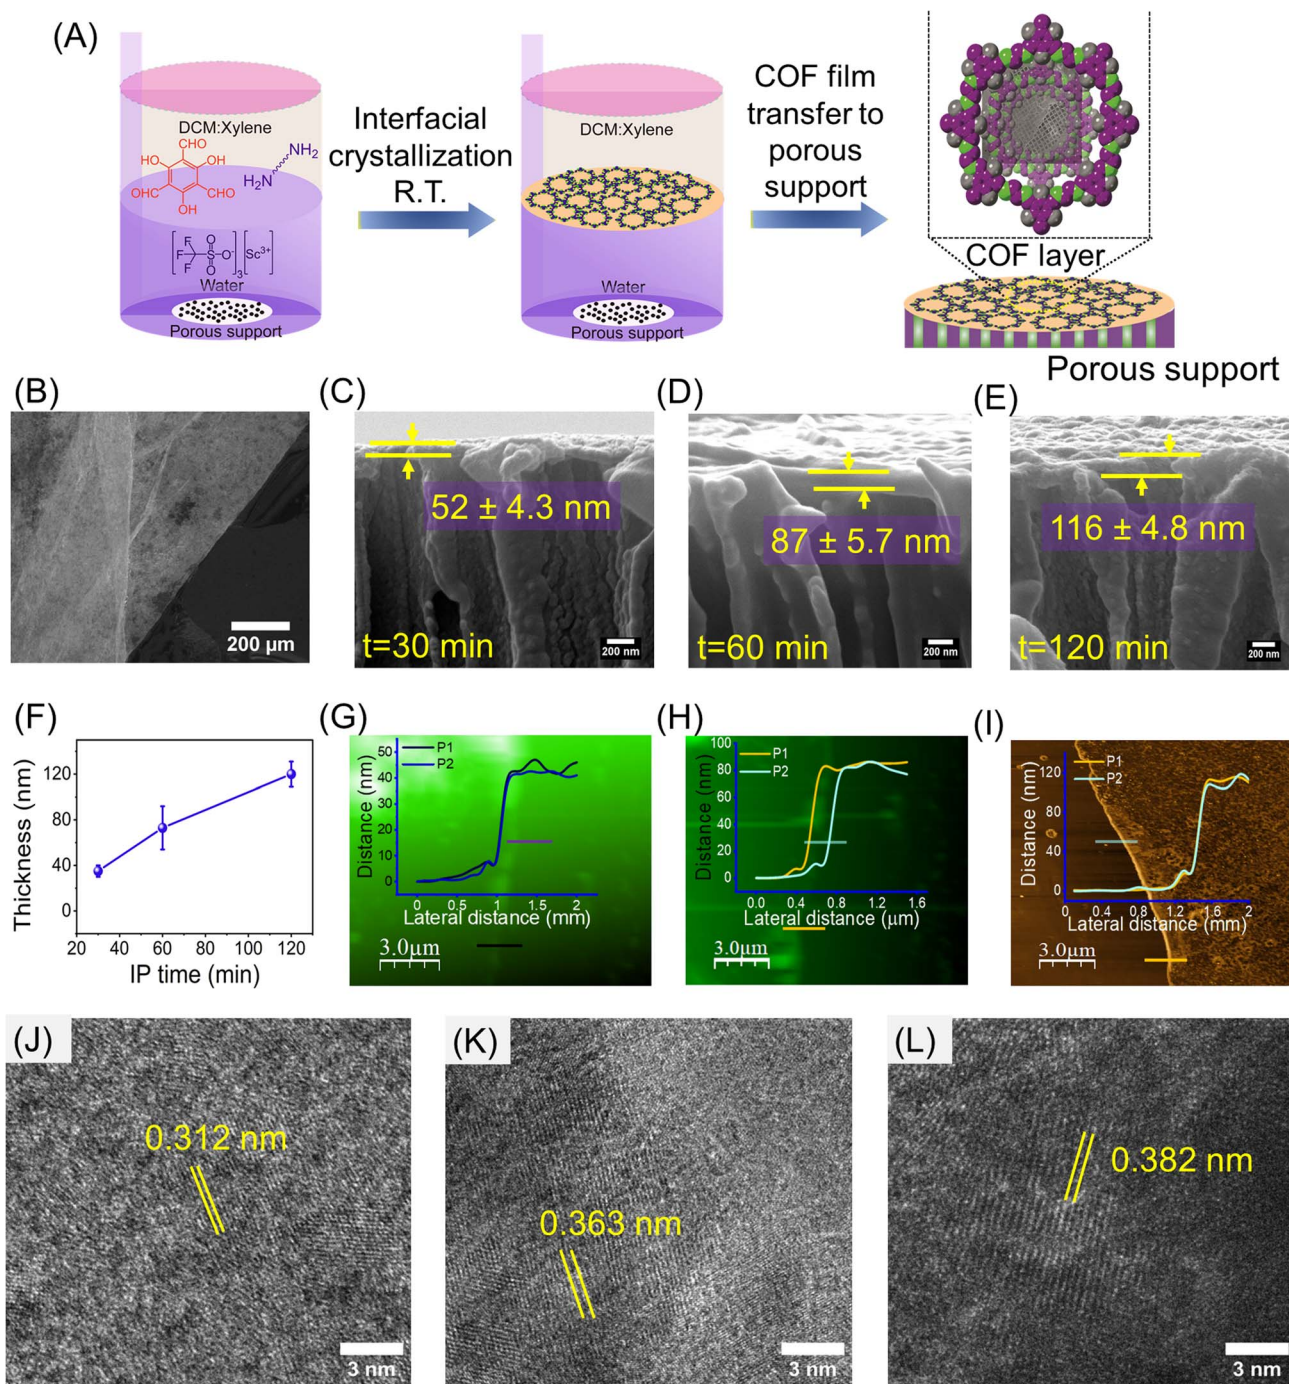 (A)
DCM:Xylene
CHO
HO
OH
OHC
CHO
OH
NH₂
H₂N
F
F
F
O
S
O
O-
3
Sc³⁺
Water
Porous support
Interfacial
crystallization
R.T.
DCM:Xylene
Water
Porous support
COF film
transfer to
porous
support
COF layer
Porous support
(B)
200 µm
(C)
52 ± 4.3 nm
t=30 min
200 nm
(D)
87 ± 5.7 nm
t=60 min
200 nm
(E)
116 ± 4.8 nm
t=120 min
200 nm
(F)
Thickness (nm)
120
80
40
0
20 40 60 80 100 120
IP time (min)
(G)
P1
P2
Distance (nm)
50
40
30
20
10
0
0 0.5 1 1.5 2
Lateral distance (mm)
3.0µm
(H)
P1
P2
Distance (nm)
100
80
60
40
20
0
0.0 0.4 0.8 1.2 1.6
Lateral distance (µm)
3.0µm
(I)
P1
P2
Distance (nm)
120
80
40
0
0 0.4 0.8 1.2 1.6 2
Lateral distance (mm)
3.0µm
(J)
0.312 nm
3 nm
(K)
0.363 nm
3 nm
(L)
0.382 nm
3 nm